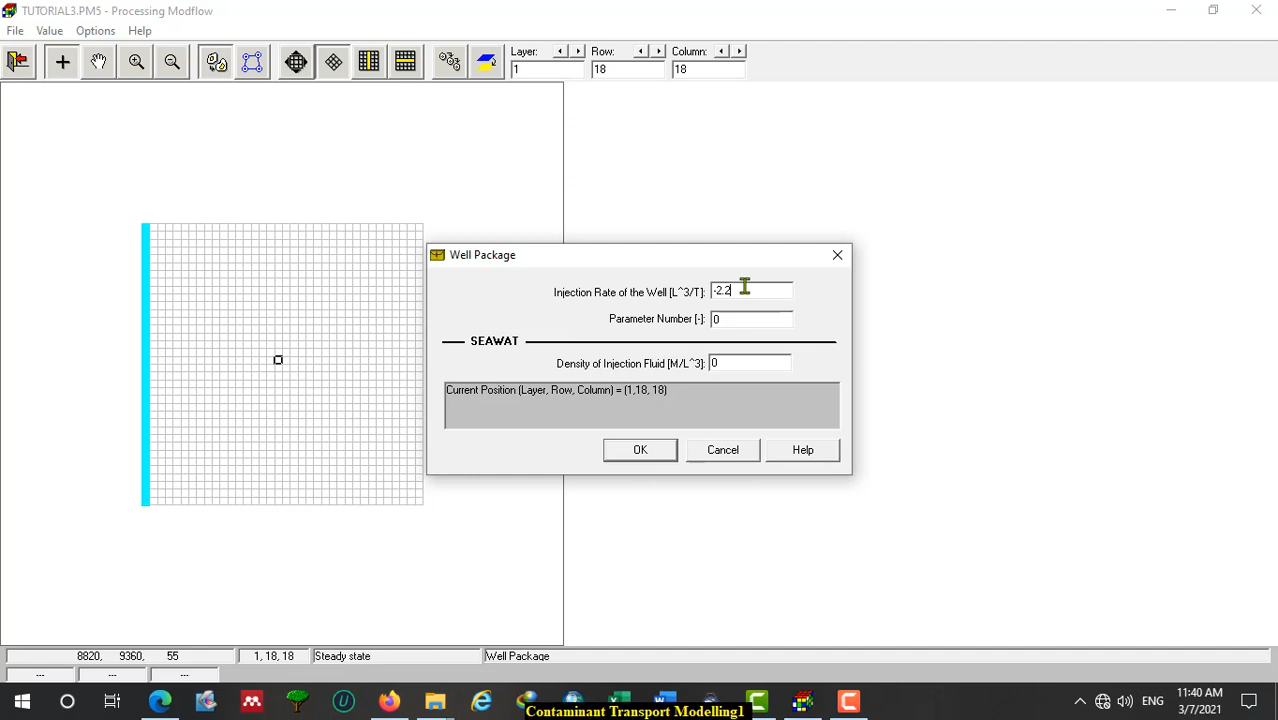 TUTORIAL3.PM5 - Processing Modflow
File Value Options Help
Layer: Row: Column:
1 18 18
Well Package
Injection Rate of the Well [L^3/T]: -2.2
Parameter Number [-]: 0
SEAWAT
Density of Injection Fluid [M/L^3]: 0
Current Position (Layer, Row, Column) = (1,18, 18)
OK Cancel Help
8820, 9360, 55 1, 18, 18 Steady state Well Package
--- --- ---
ENG 11:40 AM
3/7/2021
Contaminant Transport Modelling1